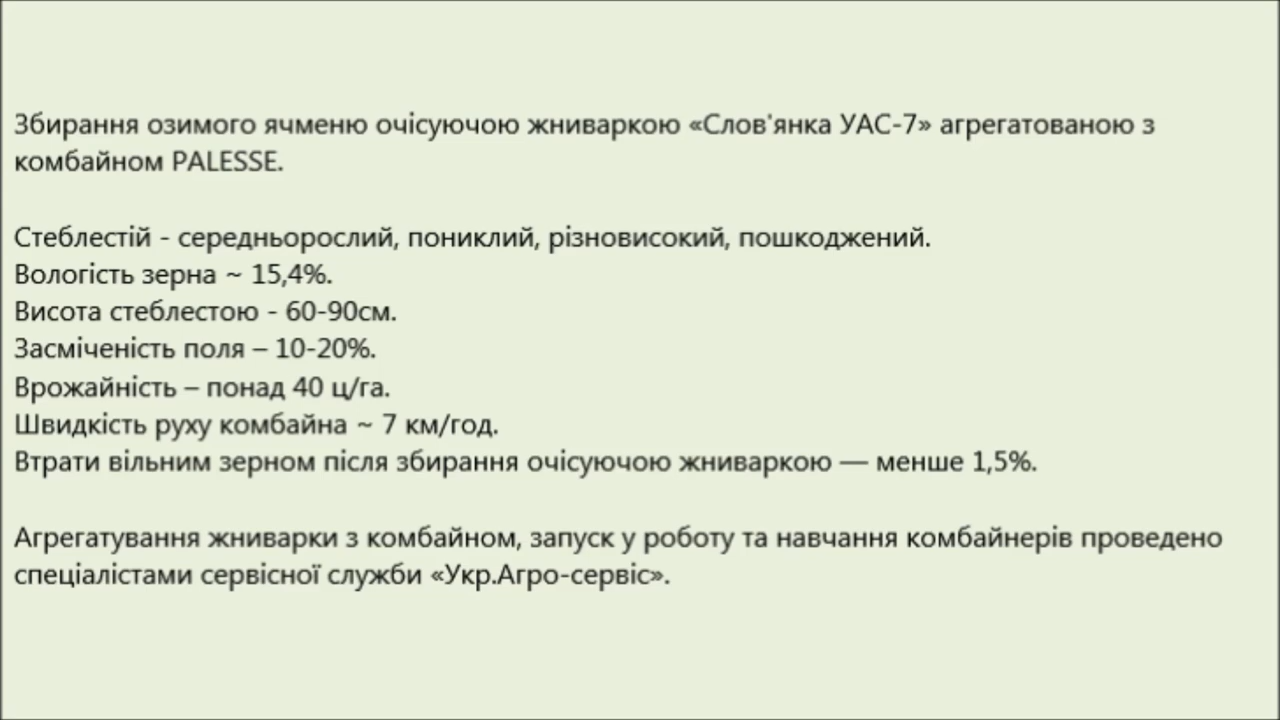 Збирання озимого ячменю очісуючою жниваркою «Слов'янка УАС-7» агрегатованою з
комбайном PALESSE.
Стеблестій - середньорослий, пониклий, різновисокий, пошкоджений.
Вологість зерна ~ 15,4%.
Висота стеблестою - 60-90см.
Засміченість поля – 10-20%.
Врожайність – понад 40 ц/га.
Швидкість руху комбайна ~ 7 км/год.
Втрати вільним зерном після збирання очісуючою жниваркою — менше 1,5%.
Агрегатування жниварки з комбайном, запуск у роботу та навчання комбайнерів проведено
спеціалістами сервісної служби «Укр.Агро-сервіс».